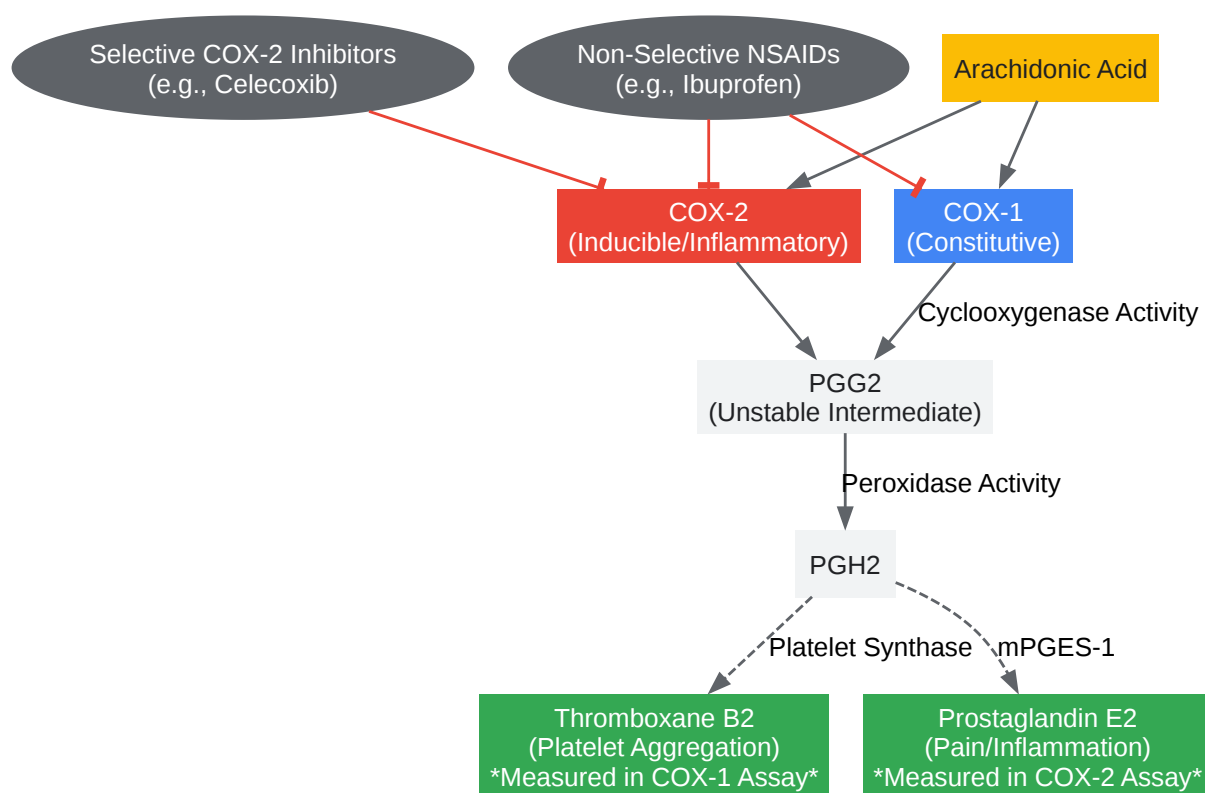 Selective COX-2 Inhibitors
(e.g., Celecoxib)
Non-Selective NSAIDs
(e.g., Ibuprofen)
Arachidonic Acid
COX-2
(Inducible/Inflammatory)
COX-1
(Constitutive)
Cyclooxygenase Activity
PGG2
(Unstable Intermediate)
Peroxidase Activity
PGH2
Platelet Synthase
mPGES-1
Thromboxane B2
(Platelet Aggregation)
*Measured in COX-1 Assay*
Prostaglandin E2
(Pain/Inflammation)
*Measured in COX-2 Assay*